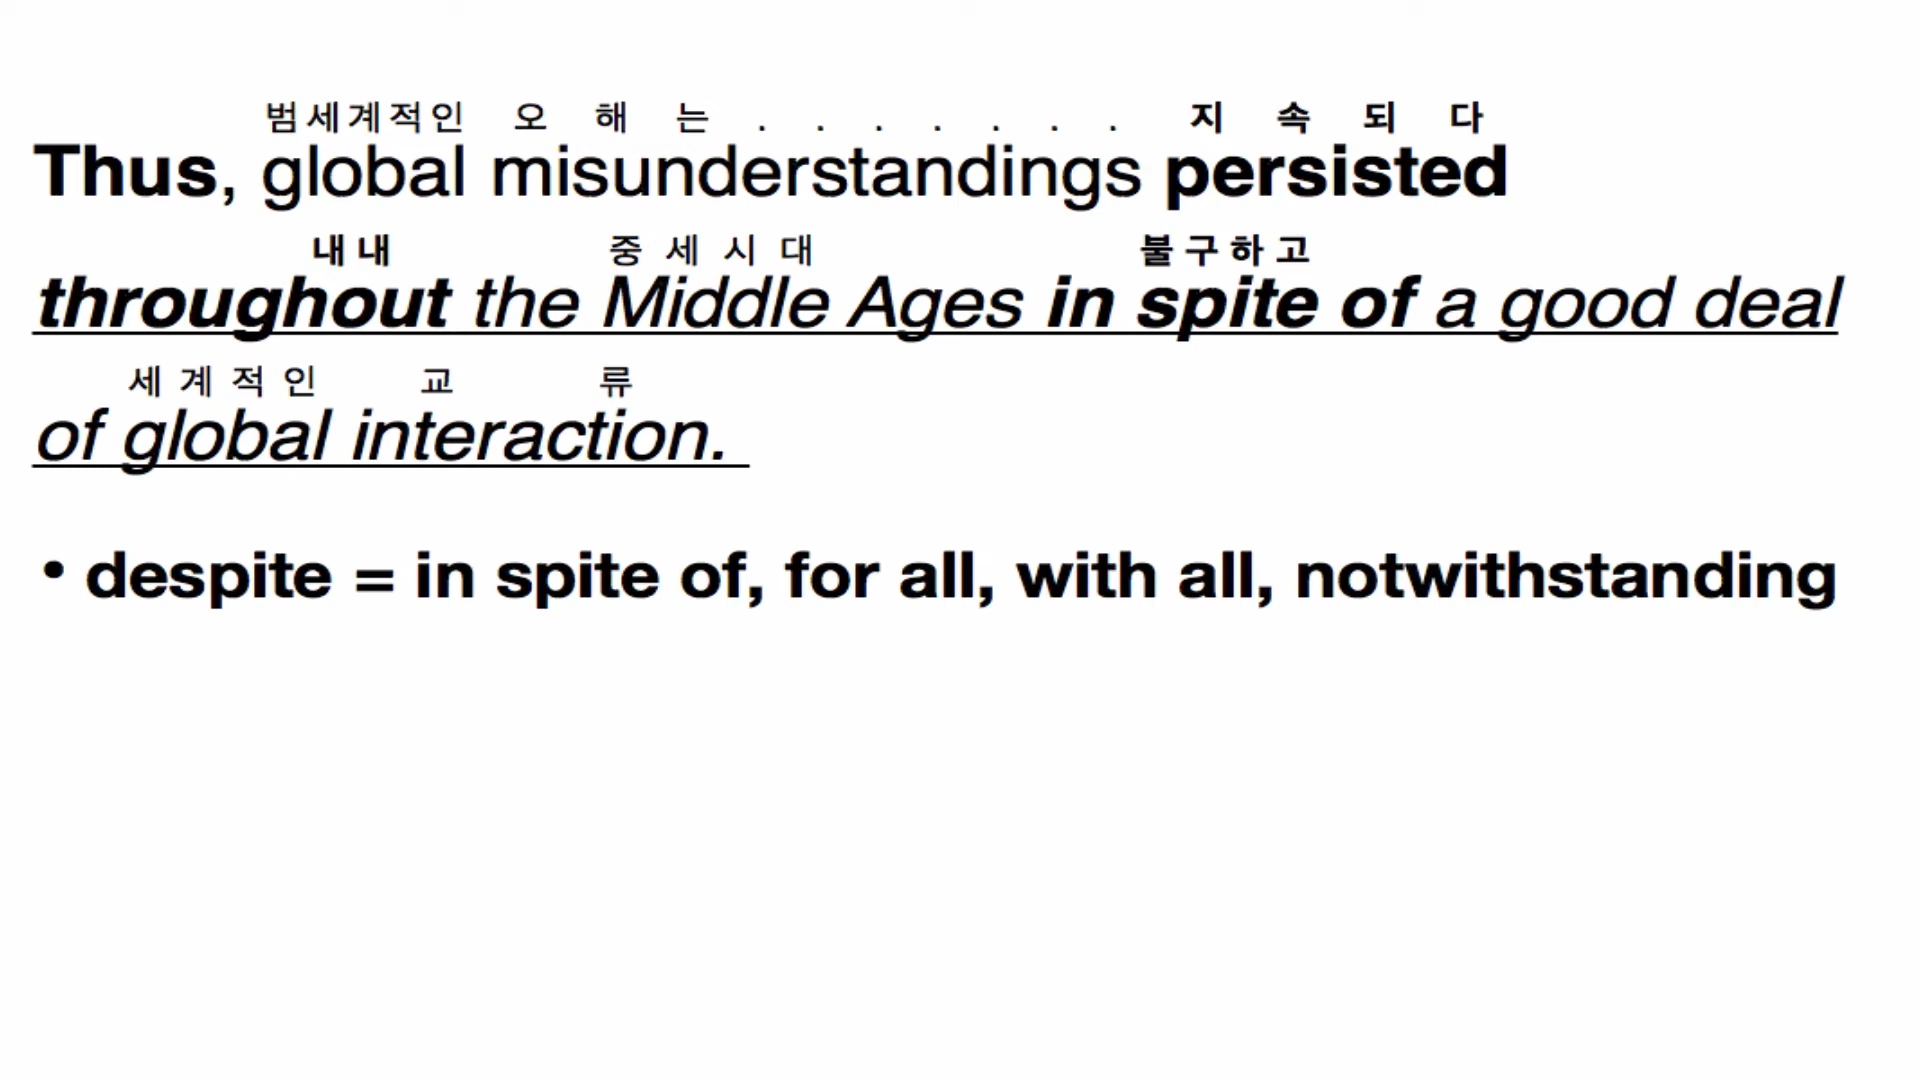 범세계적인 오 해 는 . . . . . . . 지 속 되 다
Thus, global misunderstandings persisted
내내 중 세 시 대 불구하고
throughout the Middle Ages in spite of a good deal
세 계 적 인 교 류
of global interaction.
• despite = in spite of, for all, with all, notwithstanding